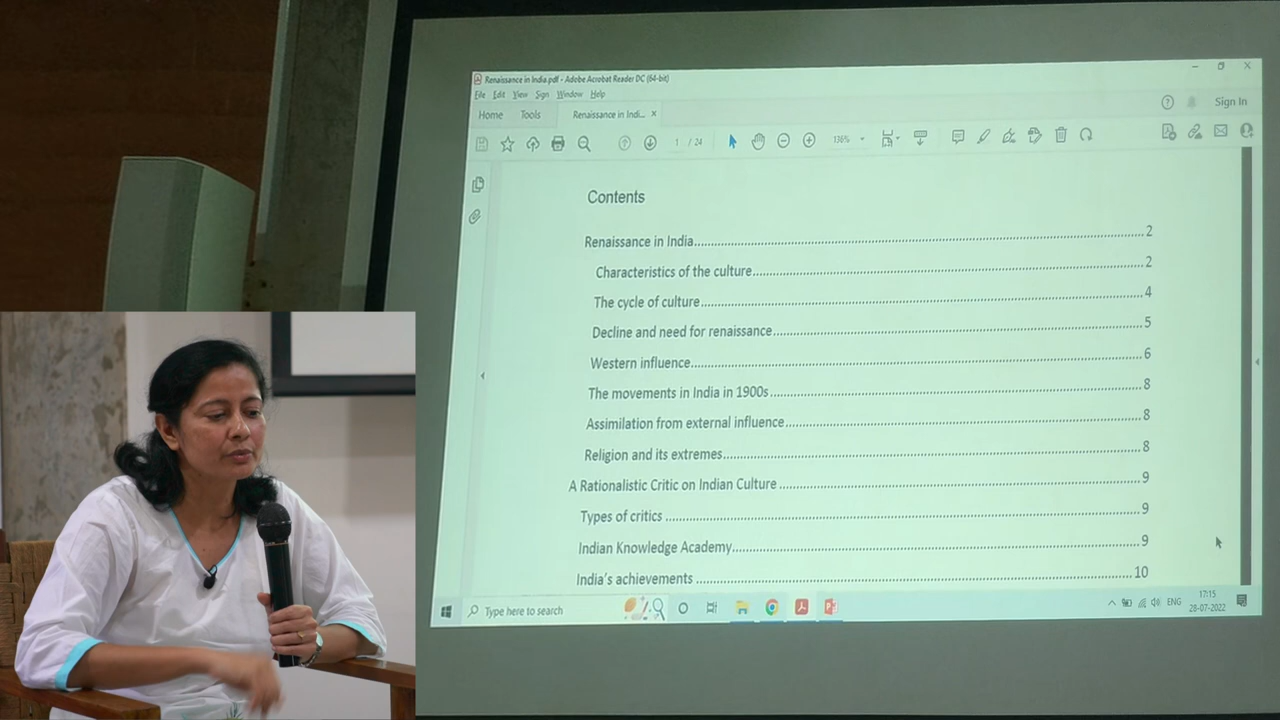 Renaissance in India.pdf - Adobe Acrobat Reader DC (64-bit)
File Edit View Sign Window Help
Home Tools Renaissance in Indi... ×
Sign In
1 / 24 136%
Contents
Renaissance in India 2
Characteristics of the culture 2
The cycle of culture 4
Decline and need for renaissance 5
Western influence 6
The movements in India in 1900s 8
Assimilation from external influence 8
Religion and its extremes 8
A Rationalistic Critic on Indian Culture 9
Types of critics 9
Indian Knowledge Academy 9
India's achievements 10
Type here to search
ENG
17:15
28-07-2022